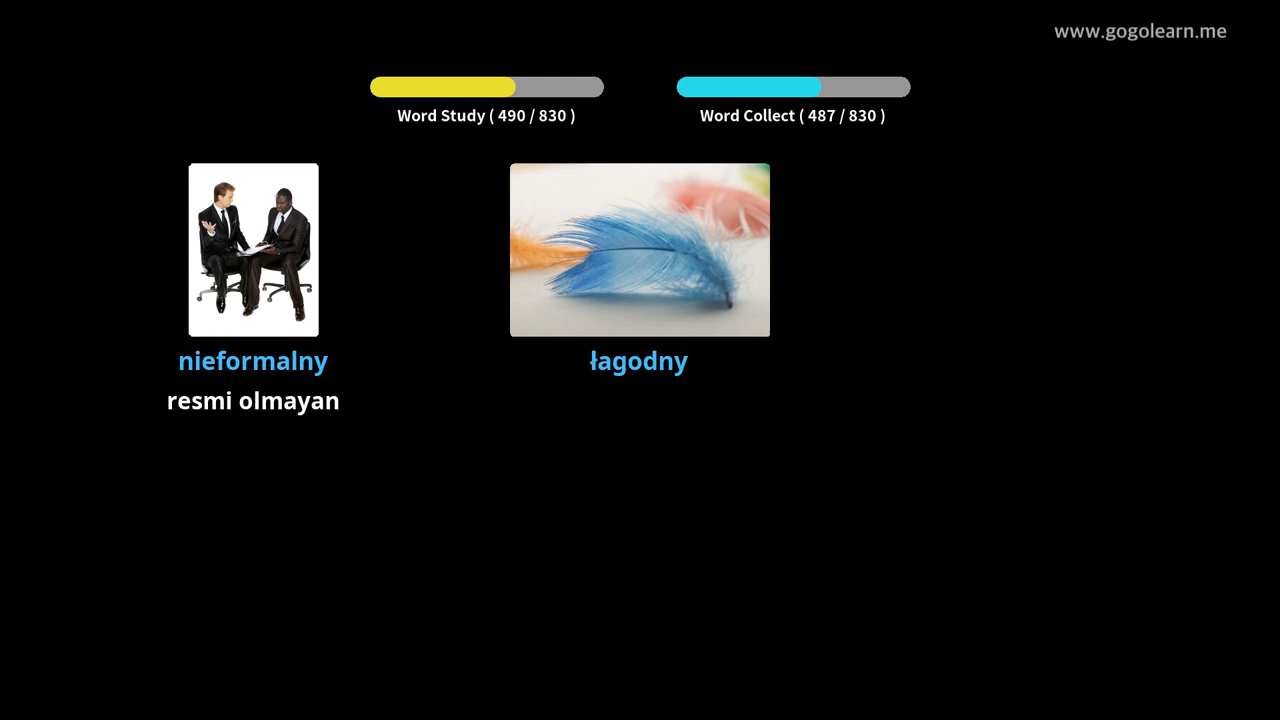 www.gogolearn.me
Word Study ( 490 / 830 )
Word Collect ( 487 / 830 )
nieformalny
resmi olmayan
łagodny